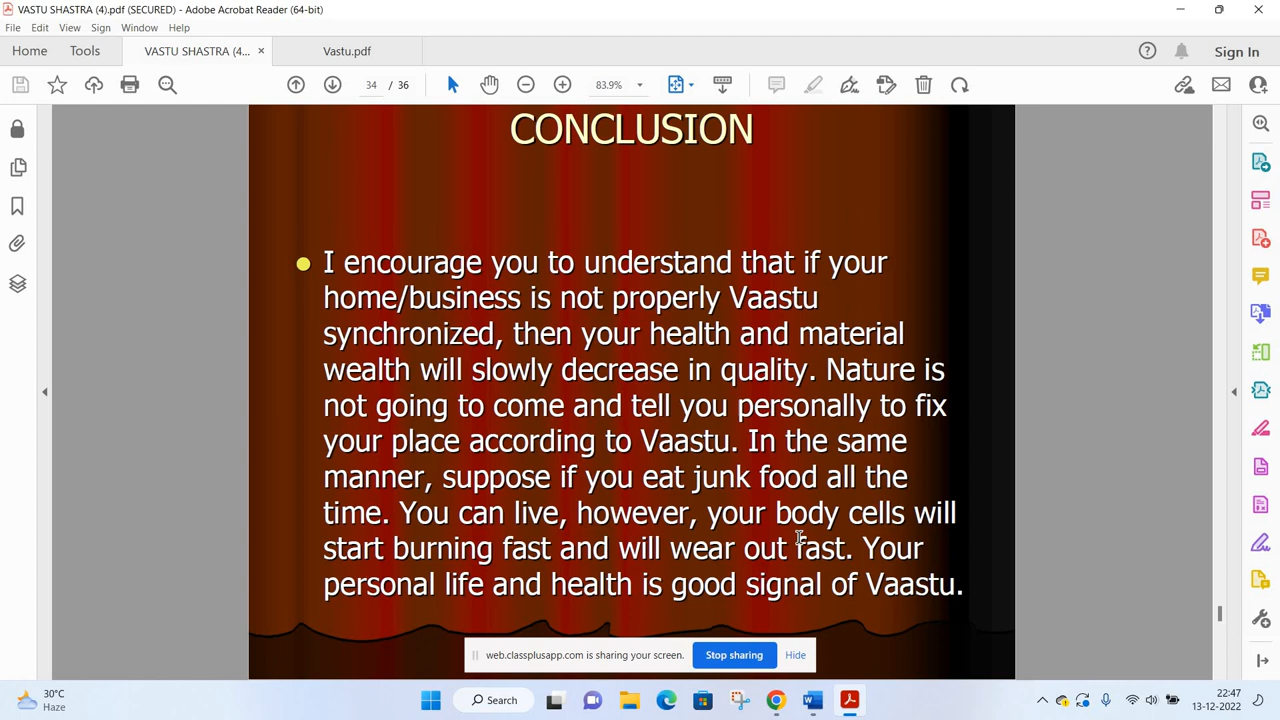 VASTU SHASTRA (4).pdf (SECURED) - Adobe Acrobat Reader (64-bit)
File Edit View Sign Window Help
Home Tools VASTU SHASTRA (4... × Vastu.pdf Sign In
34 / 36 83.9%
CONCLUSION
I encourage you to understand that if your
home/business is not properly Vaastu
synchronized, then your health and material
wealth will slowly decrease in quality. Nature is
not going to come and tell you personally to fix
your place according to Vaastu. In the same
manner, suppose if you eat junk food all the
time. You can live, however, your body cells will
start burning fast and will wear out fast. Your
personal life and health is good signal of Vaastu.
web.classplusapp.com is sharing your screen. Stop sharing Hide
30°C
Haze
Search
22:47
13-12-2022